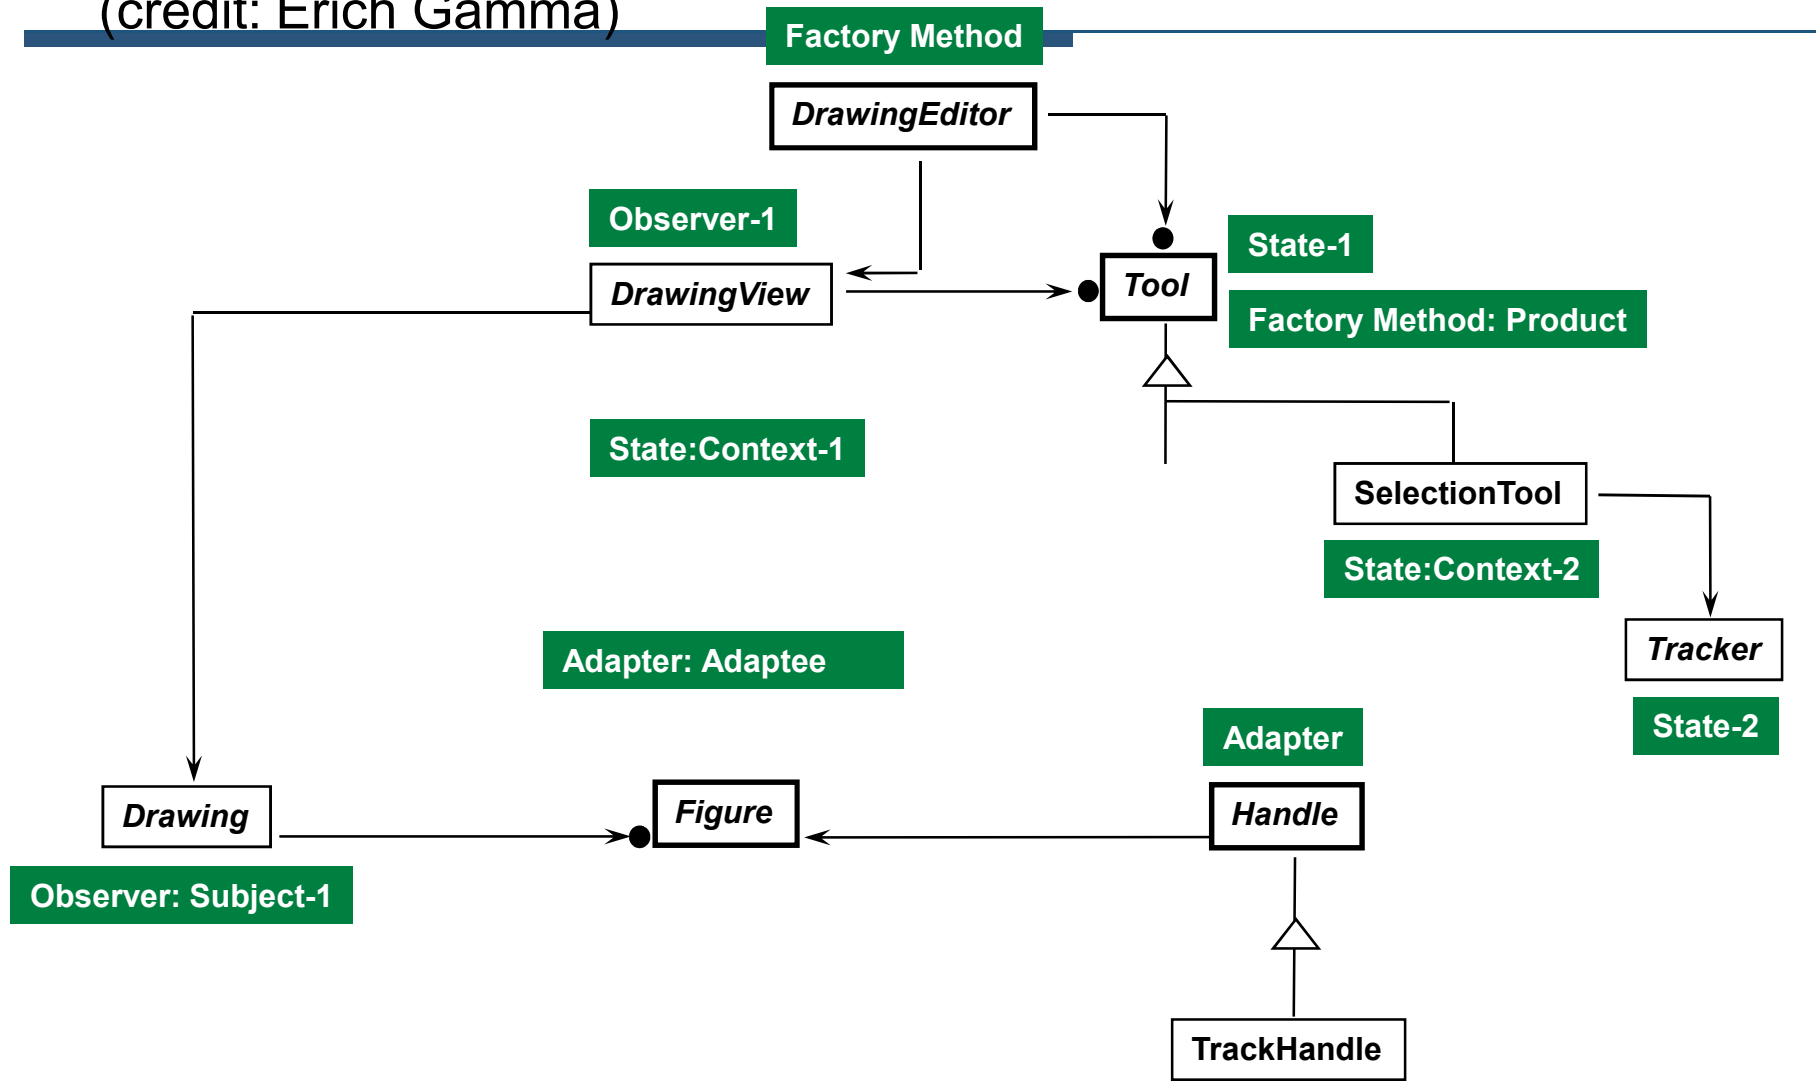 (credit: Erich Gamma)
Factory Method
DrawingEditor
Observer-1
State-1
DrawingView
Tool
Factory Method: Product
State:Context-1
SelectionTool
State:Context-2
Adapter: Adaptee
Tracker
State-2
Adapter
Drawing
Figure
Handle
Observer: Subject-1
TrackHandle